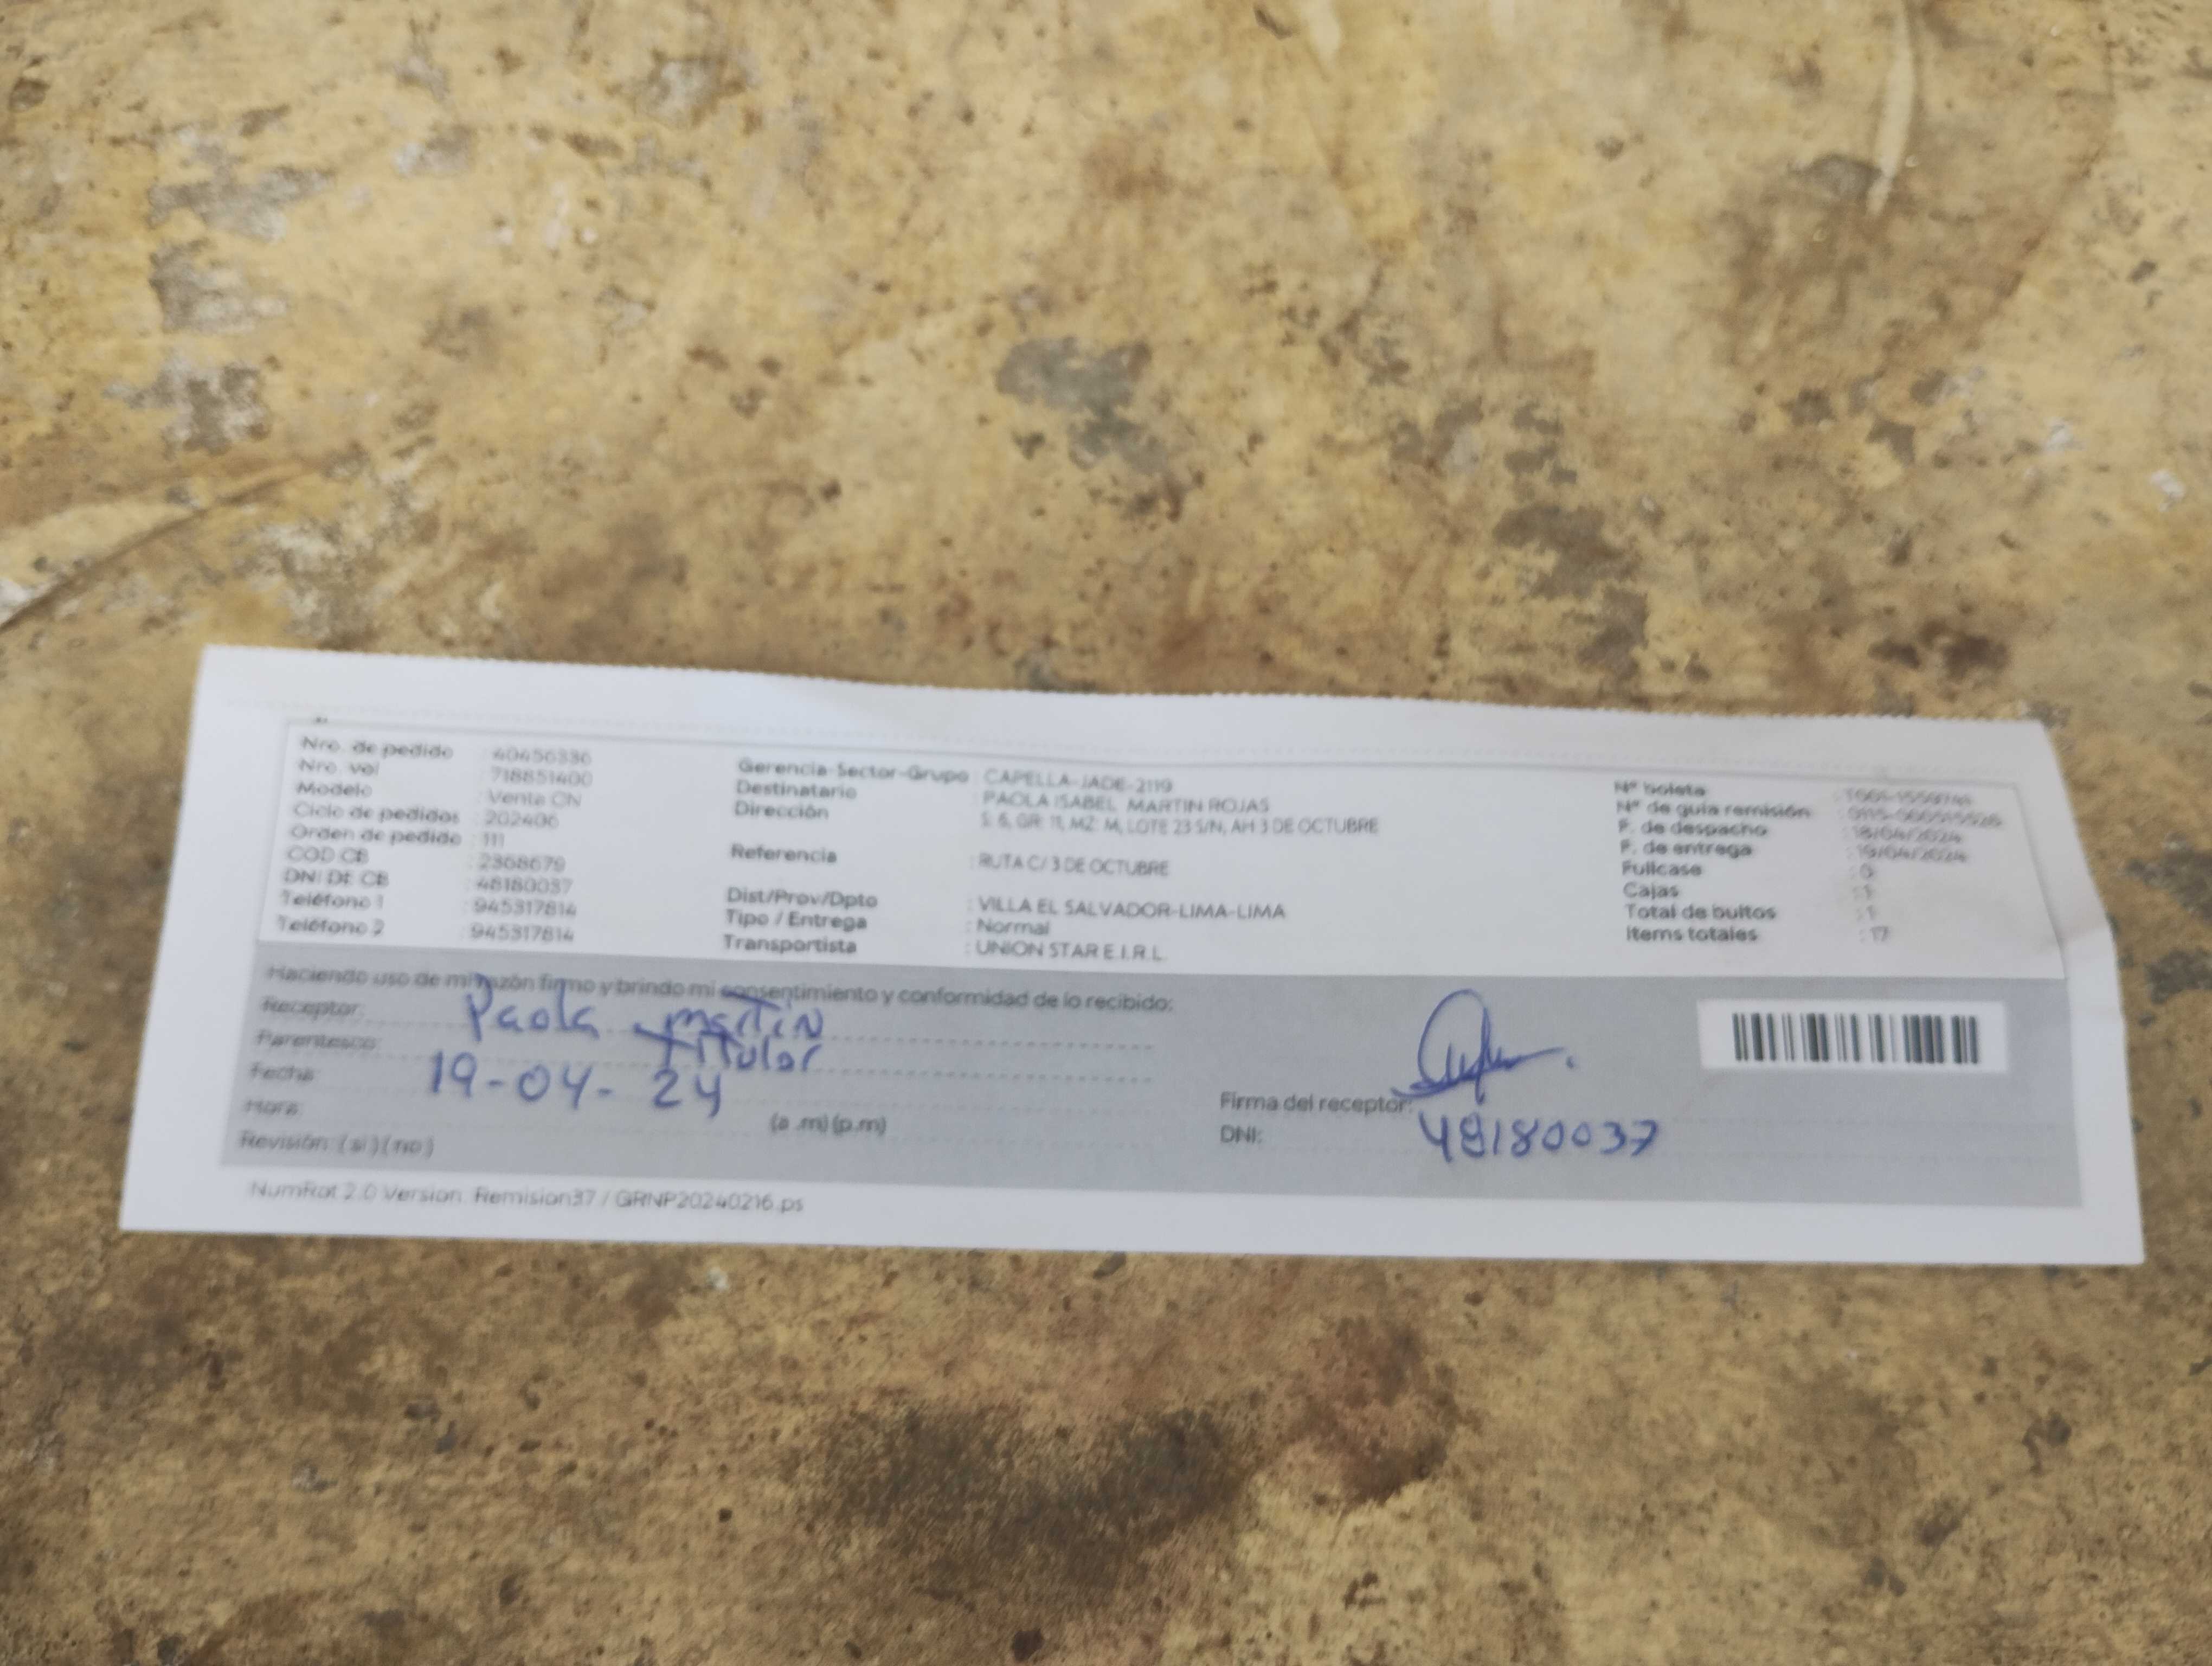 Nro. de pedido : 40456336
Nro. vol : 718851400
Modelo : Venta CN
Ciclo de pedidos : 202406
Orden de pedido : 111
COD CB : 2368679
DNI DE CB : 48180037
Teléfono 1 : 945317814
Teléfono 2 : 945317814
Gerencia-Sector-Grupo : CAPELLA-JADE-2119
Destinatario : PAOLA ISABEL MARTIN ROJAS
Dirección : S: 6, GR: 11, MZ: M, LOTE 23 S/N, AH 3 DE OCTUBRE
Referencia : RUTA C/ 3 DE OCTUBRE
Dist/Prov/Dpto : VILLA EL SALVADOR-LIMA-LIMA
Tipo / Entrega : Normal
Transportista : UNION STAR E.I.R.L.
N° boleta :
N° de guía remisión :
F. de despacho : 18/04/2024
F. de entrega : 19/04/2024
Fullcase : 0
Cajas : 1
Total de bultos : 1
Items totales : 17
Haciendo uso de mi razón firmo y brindo mi consentimiento y conformidad de lo recibido:
Receptor: Paola martin
Parentesco: Titular
Fecha: 19-04-24
Hora: (a .m) (p.m)
Revisión: ( si ) ( no )
Firma del receptor:
DNI: 48180037
NumRot 2.0 Version: Remision37 / GRNP20240216.ps